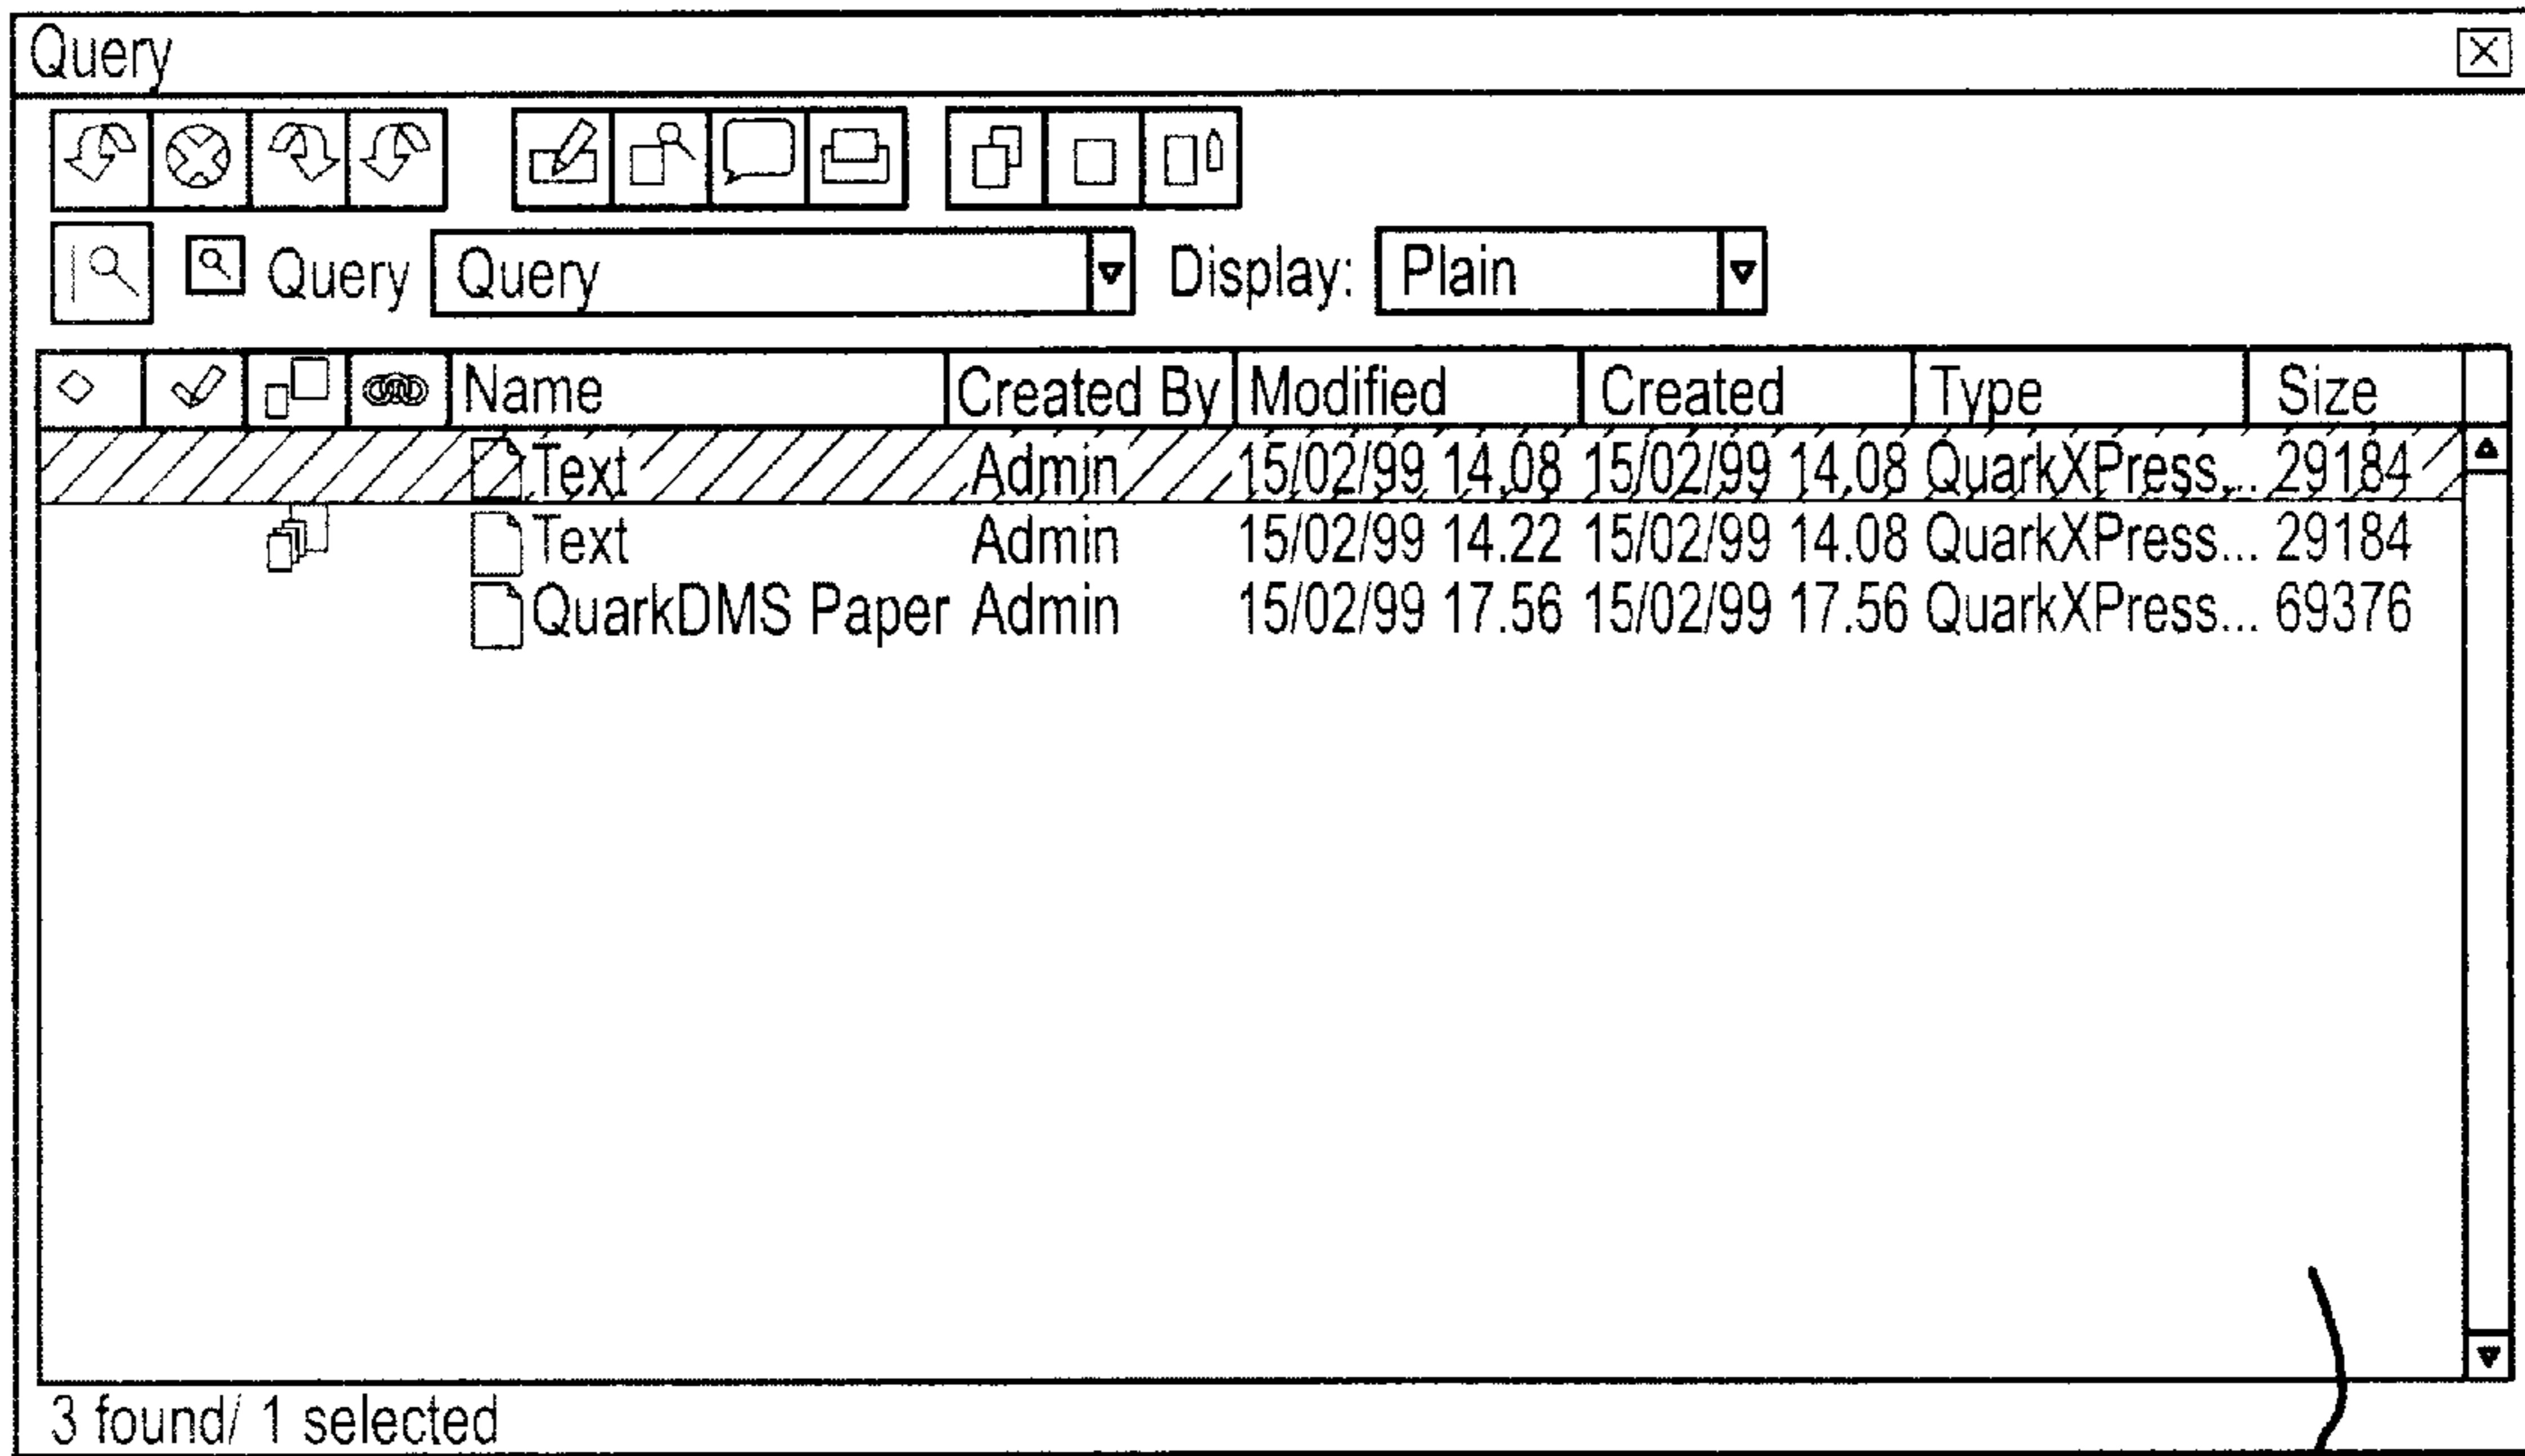 Query
Query Query Display: Plain
Name Created By Modified Created Type Size
Text Admin 15/02/99 14.08 15/02/99 14.08 QuarkXPress... 29184
Text Admin 15/02/99 14.22 15/02/99 14.08 QuarkXPress... 29184
QuarkDMS Paper Admin 15/02/99 17.56 15/02/99 17.56 QuarkXPress... 69376
3 found/ 1 selected